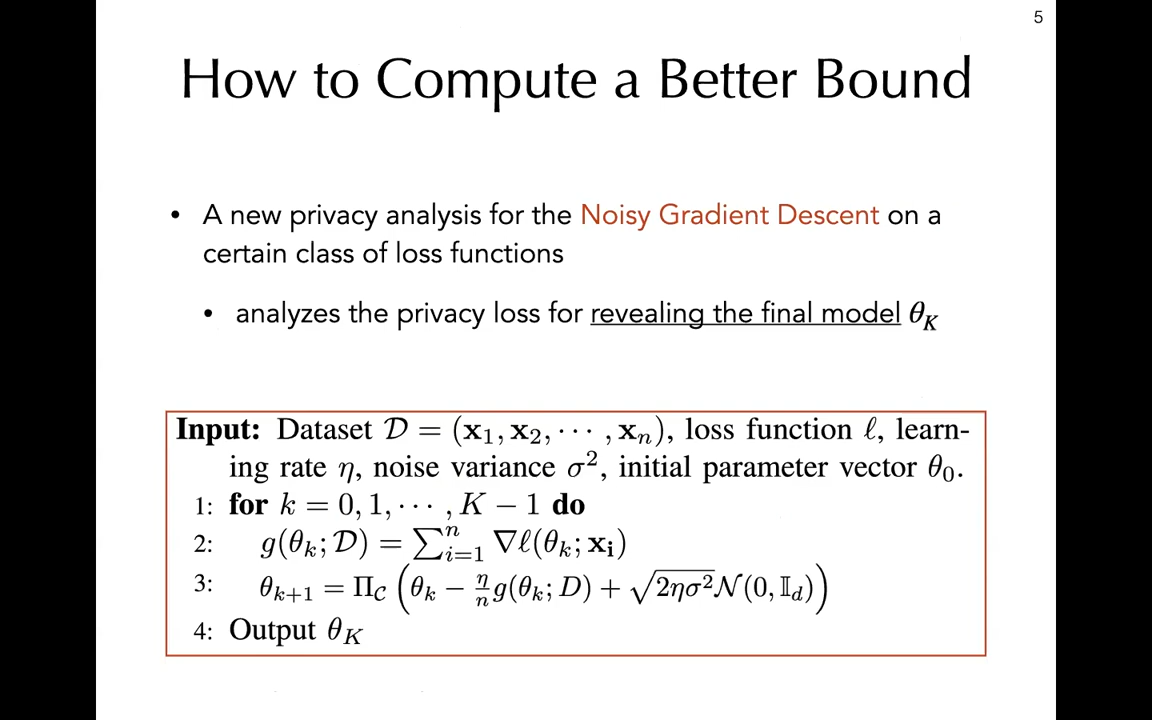 5
How to Compute a Better Bound
• A new privacy analysis for the Noisy Gradient Descent on a
certain class of loss functions
• analyzes the privacy loss for revealing the final model θ_K
Input: Dataset 𝒟 = (x₁, x₂, ⋯ , xₙ), loss function ℓ, learn-
ing rate η, noise variance σ², initial parameter vector θ₀.
1: for k = 0, 1, ⋯ , K − 1 do
2: g(θ_k; 𝒟) = ∑_{i=1}^{n} ∇ℓ(θ_k; x_i)
3: θ_{k+1} = Π_𝒞 (θ_k − η/n g(θ_k; D) + √(2ησ²)𝒩(0, 𝕀_d))
4: Output θ_K